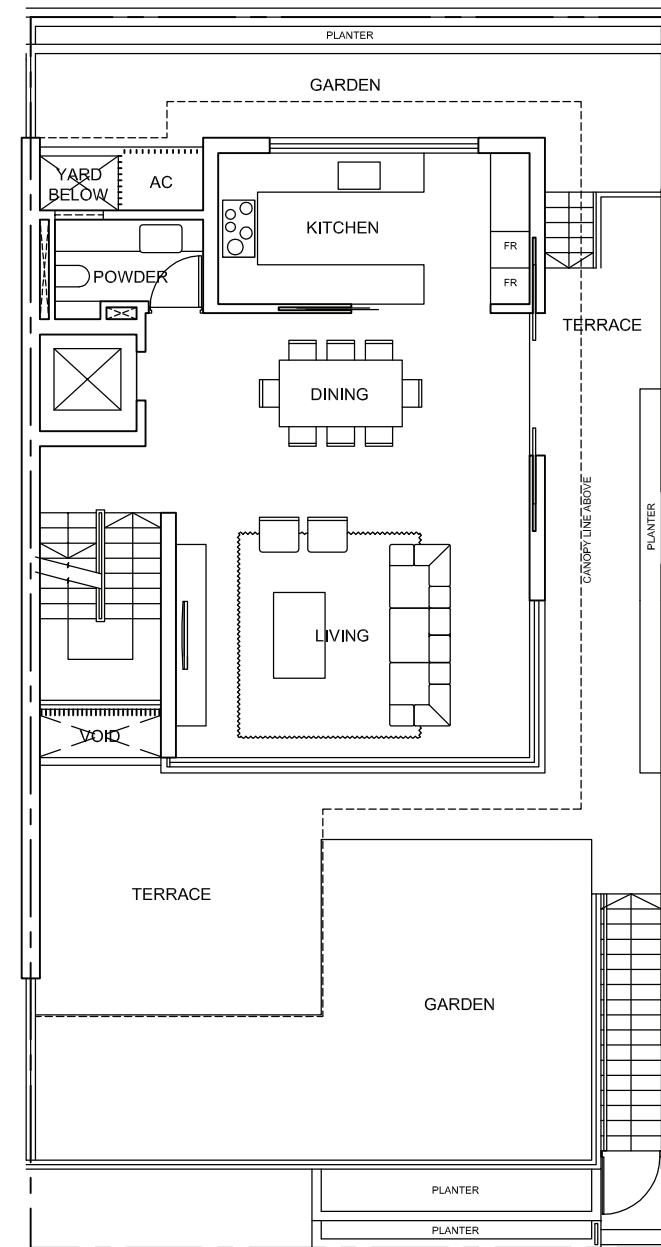 PLANTER
GARDEN
YARD
BELOW
AC
KITCHEN
FR
FR
POWDER
TERRACE
DINING
CANOPY LINE ABOVE
PLANTER
LIVING
VOID
TERRACE
GARDEN
PLANTER
PLANTER